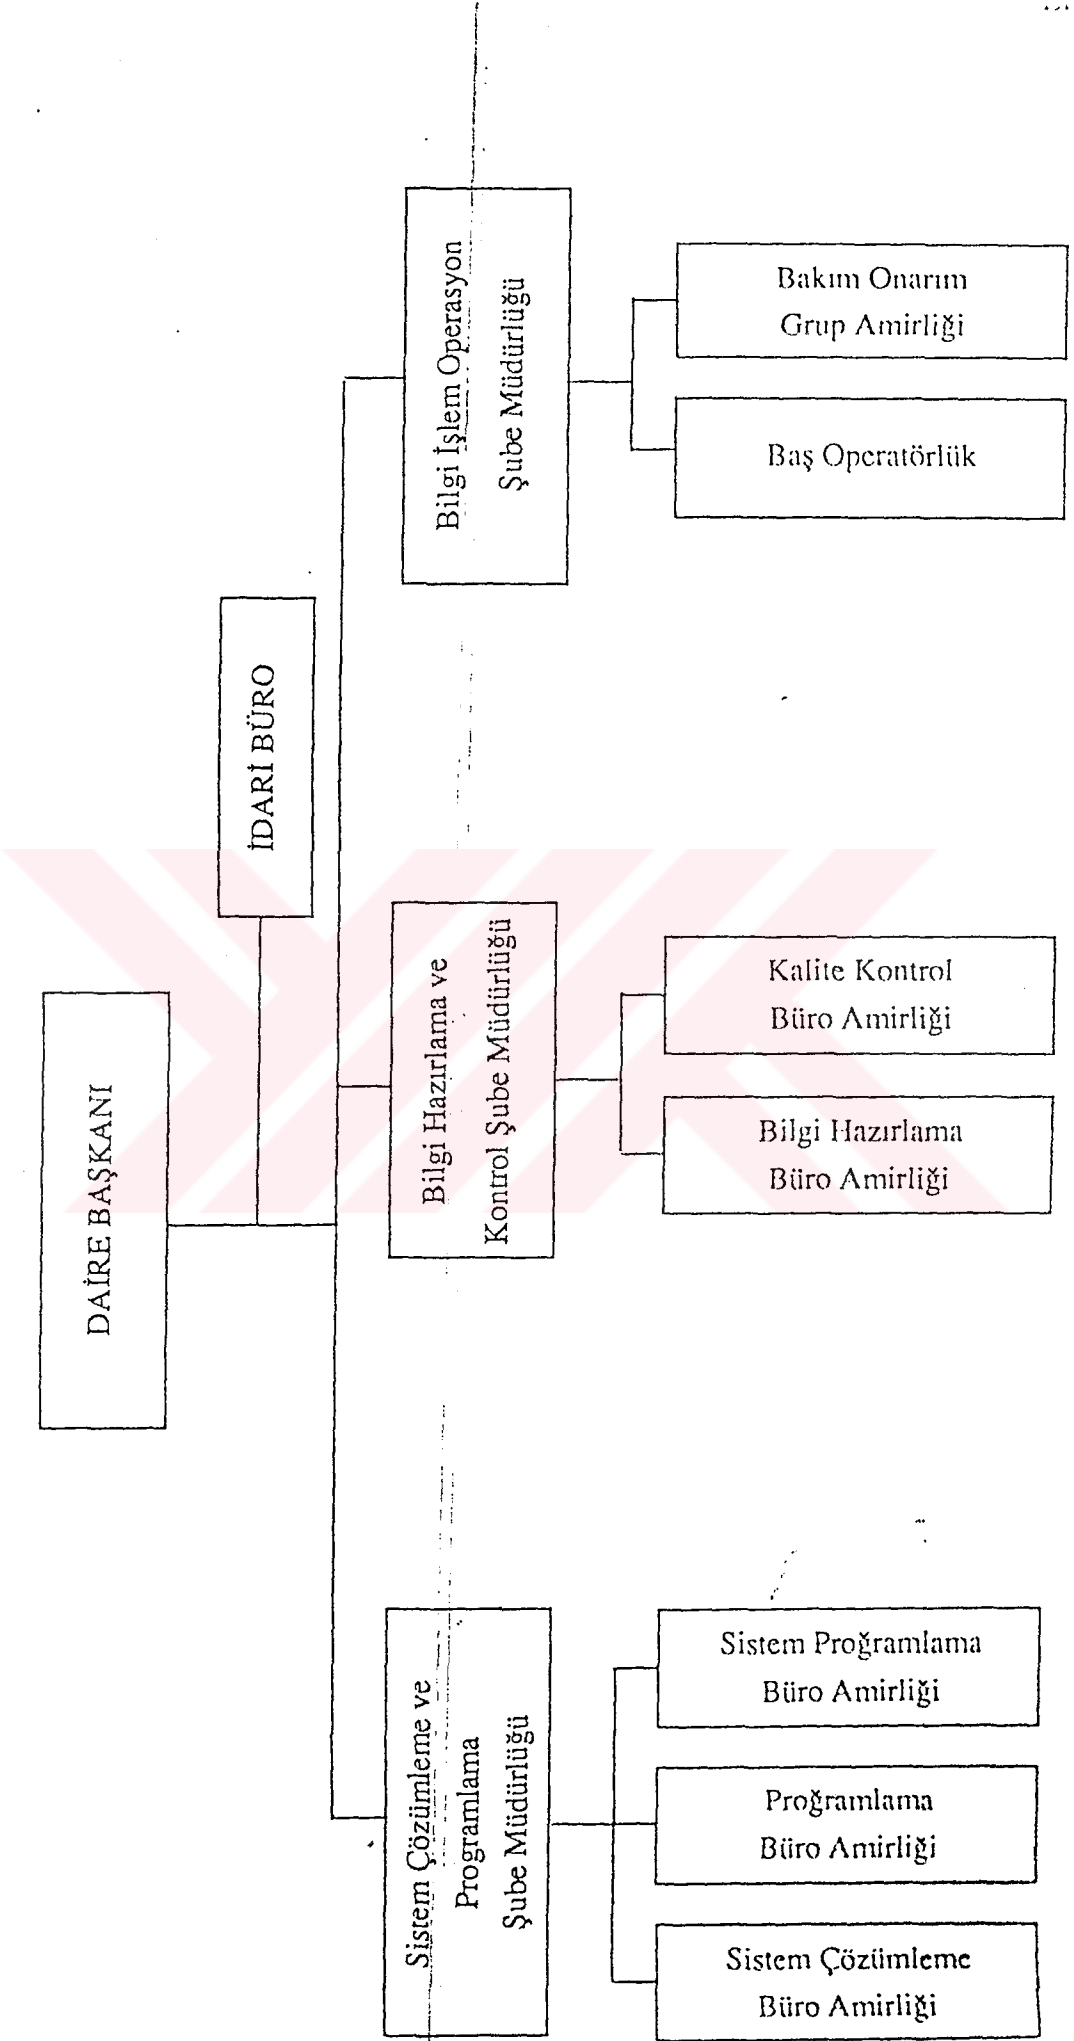 DAİRE BAŞKANI
İDARİ BÜRO
Sistem Çözümleme ve
Programlama
Şube Müdürlüğü
Bilgi Hazırlama ve
Kontrol Şube Müdürlüğü
Bilgi İşlem Operasyon
Şube Müdürlüğü
Sistem Çözümleme
Büro Amirliği
Proğramlama
Büro Amirliği
Sistem Proğramlama
Büro Amirliği
Bilgi Hazırlama
Büro Amirliği
Kalite Kontrol
Büro Amirliği
Baş Operatörlük
Bakım Onarım
Grup Amirliği